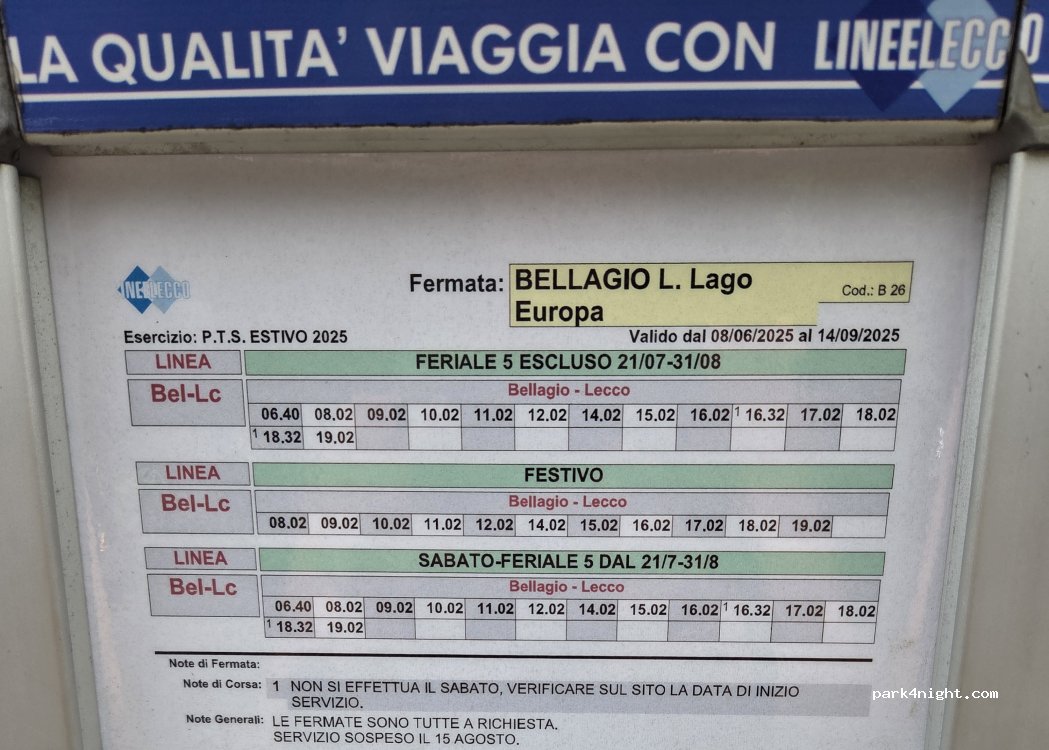 LA QUALITA' VIAGGIA CON LINEELECCO
LINEELECCO
Fermata: BELLAGIO L. Lago Europa Cod.: B 26
Esercizio: P.T.S. ESTIVO 2025 Valido dal 08/06/2025 al 14/09/2025
LINEA FERIALE 5 ESCLUSO 21/07-31/08
Bel-Lc Bellagio - Lecco
06.40 08.02 09.02 10.02 11.02 12.02 14.02 15.02 16.02 1 16.32 17.02 18.02
1 18.32 19.02
LINEA FESTIVO
Bel-Lc Bellagio - Lecco
08.02 09.02 10.02 11.02 12.02 14.02 15.02 16.02 17.02 18.02 19.02
LINEA SABATO-FERIALE 5 DAL 21/7-31/8
Bel-Lc Bellagio - Lecco
06.40 08.02 09.02 10.02 11.02 12.02 14.02 15.02 16.02 1 16.32 17.02 18.02
1 18.32 19.02
Note di Fermata:
Note di Corsa: 1 NON SI EFFETTUA IL SABATO, VERIFICARE SUL SITO LA DATA DI INIZIO
SERVIZIO.
Note Generali: LE FERMATE SONO TUTTE A RICHIESTA.
SERVIZIO SOSPESO IL 15 AGOSTO.
park4night.com